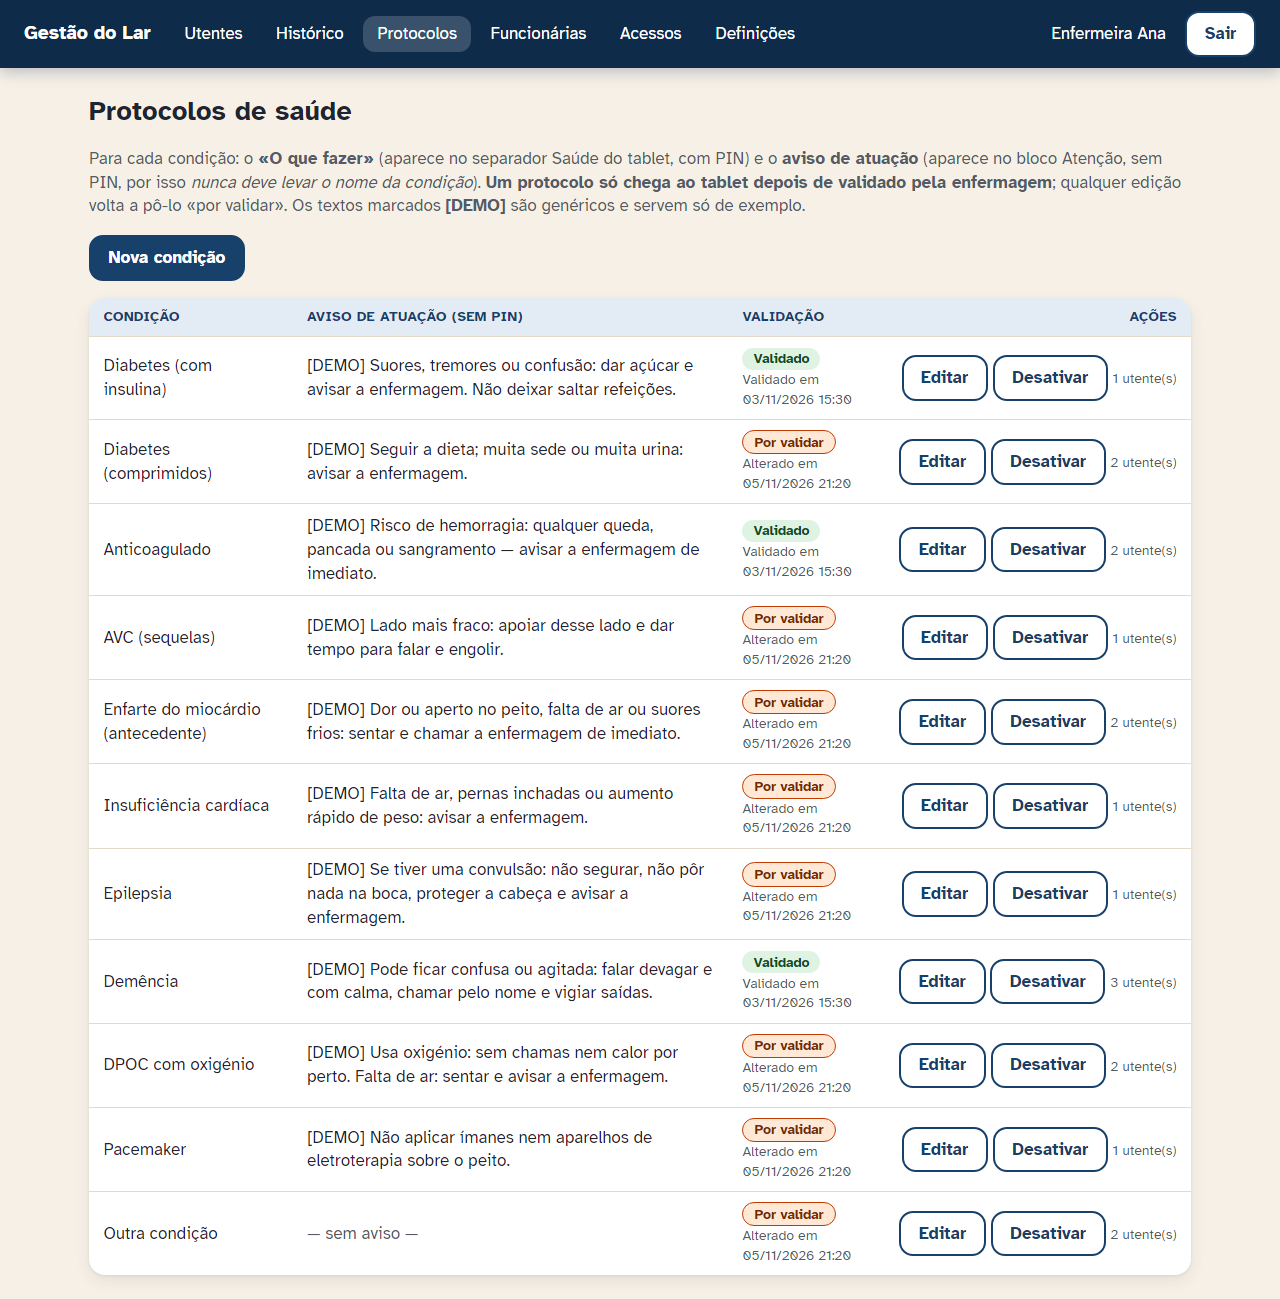 Gestão do Lar Utentes Histórico Protocolos Funcionárias Acessos Definições Enfermeira Ana Sair
Protocolos de saúde
Para cada condição: o «O que fazer» (aparece no separador Saúde do tablet, com PIN) e o aviso de atuação (aparece no bloco Atenção, sem
PIN, por isso nunca deve levar o nome da condição). Um protocolo só chega ao tablet depois de validado pela enfermagem; qualquer edição
volta a pô-lo «por validar». Os textos marcados [DEMO] são genéricos e servem só de exemplo.
Nova condição
CONDIÇÃO AVISO DE ATUAÇÃO (SEM PIN) VALIDAÇÃO AÇÕES
Diabetes (com
insulina)
[DEMO] Suores, tremores ou confusão: dar açúcar e
avisar a enfermagem. Não deixar saltar refeições.
Validado
Validado em
03/11/2026 15:30
Editar Desativar 1 utente(s)
Diabetes
(comprimidos)
[DEMO] Seguir a dieta; muita sede ou muita urina:
avisar a enfermagem.
Por validar
Alterado em
05/11/2026 21:20
Editar Desativar 2 utente(s)
Anticoagulado
[DEMO] Risco de hemorragia: qualquer queda,
pancada ou sangramento — avisar a enfermagem de
imediato.
Validado
Validado em
03/11/2026 15:30
Editar Desativar 2 utente(s)
AVC (sequelas)
[DEMO] Lado mais fraco: apoiar desse lado e dar
tempo para falar e engolir.
Por validar
Alterado em
05/11/2026 21:20
Editar Desativar 1 utente(s)
Enfarte do miocárdio
(antecedente)
[DEMO] Dor ou aperto no peito, falta de ar ou suores
frios: sentar e chamar a enfermagem de imediato.
Por validar
Alterado em
05/11/2026 21:20
Editar Desativar 2 utente(s)
Insuficiência cardíaca
[DEMO] Falta de ar, pernas inchadas ou aumento
rápido de peso: avisar a enfermagem.
Por validar
Alterado em
05/11/2026 21:20
Editar Desativar 1 utente(s)
Epilepsia
[DEMO] Se tiver uma convulsão: não segurar, não pôr
nada na boca, proteger a cabeça e avisar a
enfermagem.
Por validar
Alterado em
05/11/2026 21:20
Editar Desativar 1 utente(s)
Demência
[DEMO] Pode ficar confusa ou agitada: falar devagar e
com calma, chamar pelo nome e vigiar saídas.
Validado
Validado em
03/11/2026 15:30
Editar Desativar 3 utente(s)
DPOC com oxigénio
[DEMO] Usa oxigénio: sem chamas nem calor por
perto. Falta de ar: sentar e avisar a enfermagem.
Por validar
Alterado em
05/11/2026 21:20
Editar Desativar 2 utente(s)
Pacemaker
[DEMO] Não aplicar ímanes nem aparelhos de
eletroterapia sobre o peito.
Por validar
Alterado em
05/11/2026 21:20
Editar Desativar 1 utente(s)
Outra condição
— sem aviso —
Por validar
Alterado em
05/11/2026 21:20
Editar Desativar 2 utente(s)